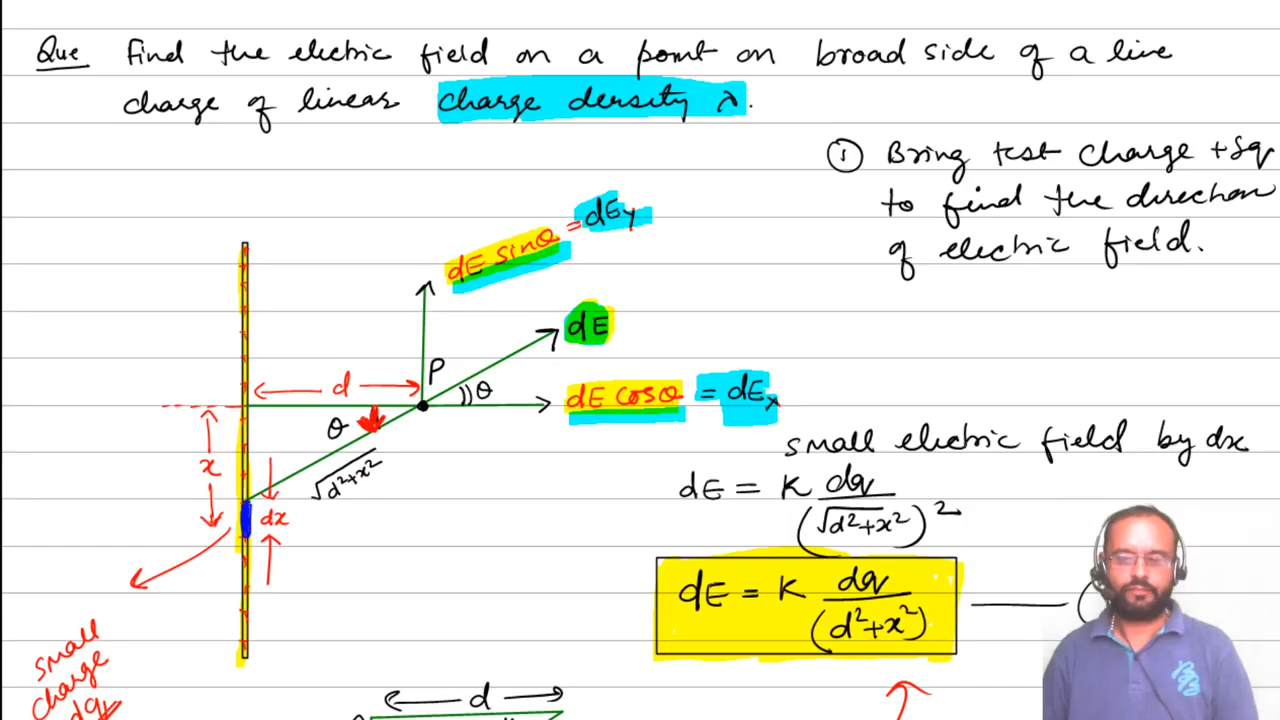 Que Find the electric field on a point on broad side of a line
charge of linear charge density λ.
① Bring test charge +δq
to find the direction
of electric field.
dE sinθ = dEy
dE
P
d
θ
dE cosθ = dEx
θ
x
√d²+x²
dx
small electric field by dx
dE = K dq/(√d²+x²)²
dE = K dq/(d²+x²)
small
charge
dq
d